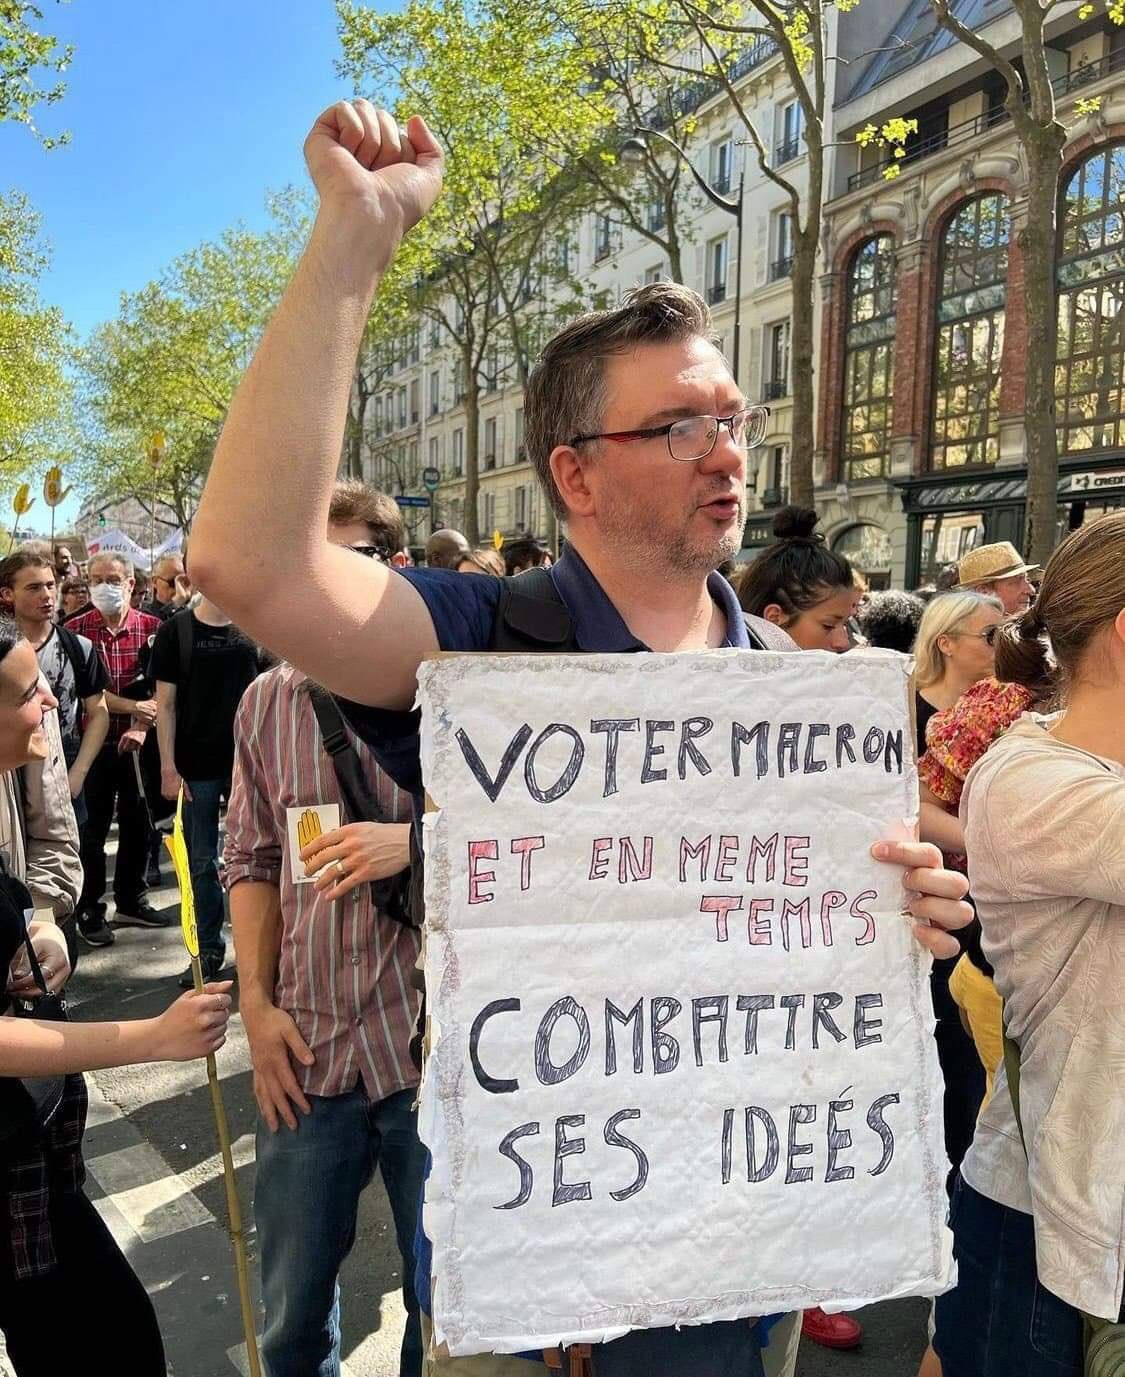 VOTER MACRON
ET EN MEME
TEMPS
COMBATTRE
SES IDEÉS